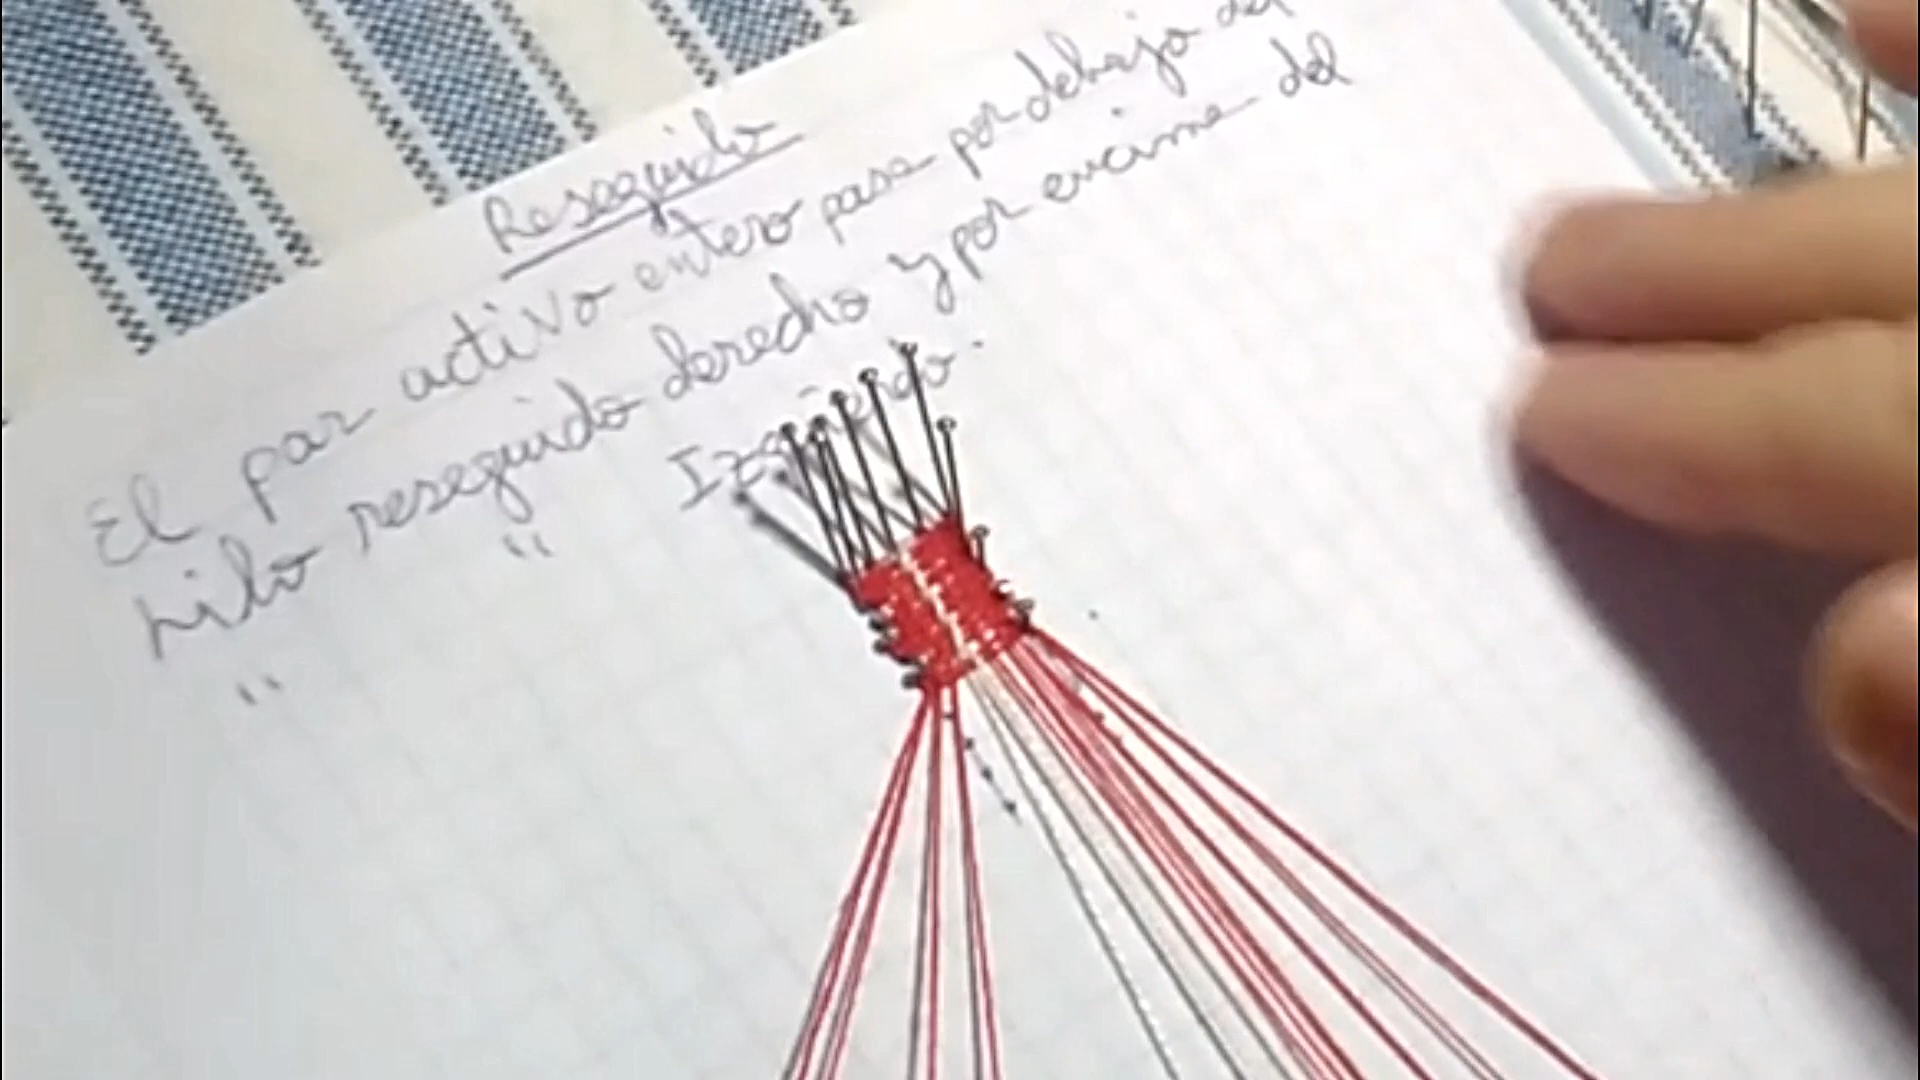 Reseguido
El par activo entero pasa por debajo del
hilo reseguido derecho y por encima del
" " Izquierdo.